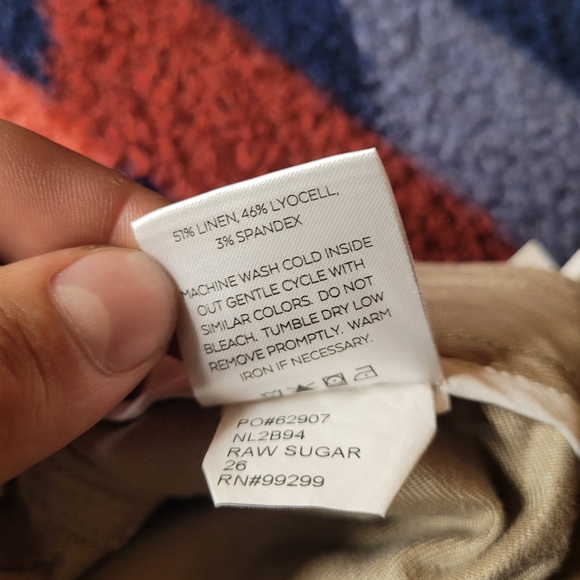 51% LINEN, 46% LYOCELL,
3% SPANDEX
MACHINE WASH COLD INSIDE
OUT GENTLE CYCLE WITH
SIMILAR COLORS. DO NOT
BLEACH. TUMBLE DRY LOW
REMOVE PROMPTLY. WARM
IRON IF NECESSARY.
PO#62907
NL2B94
RAW SUGAR
26
RN#99299